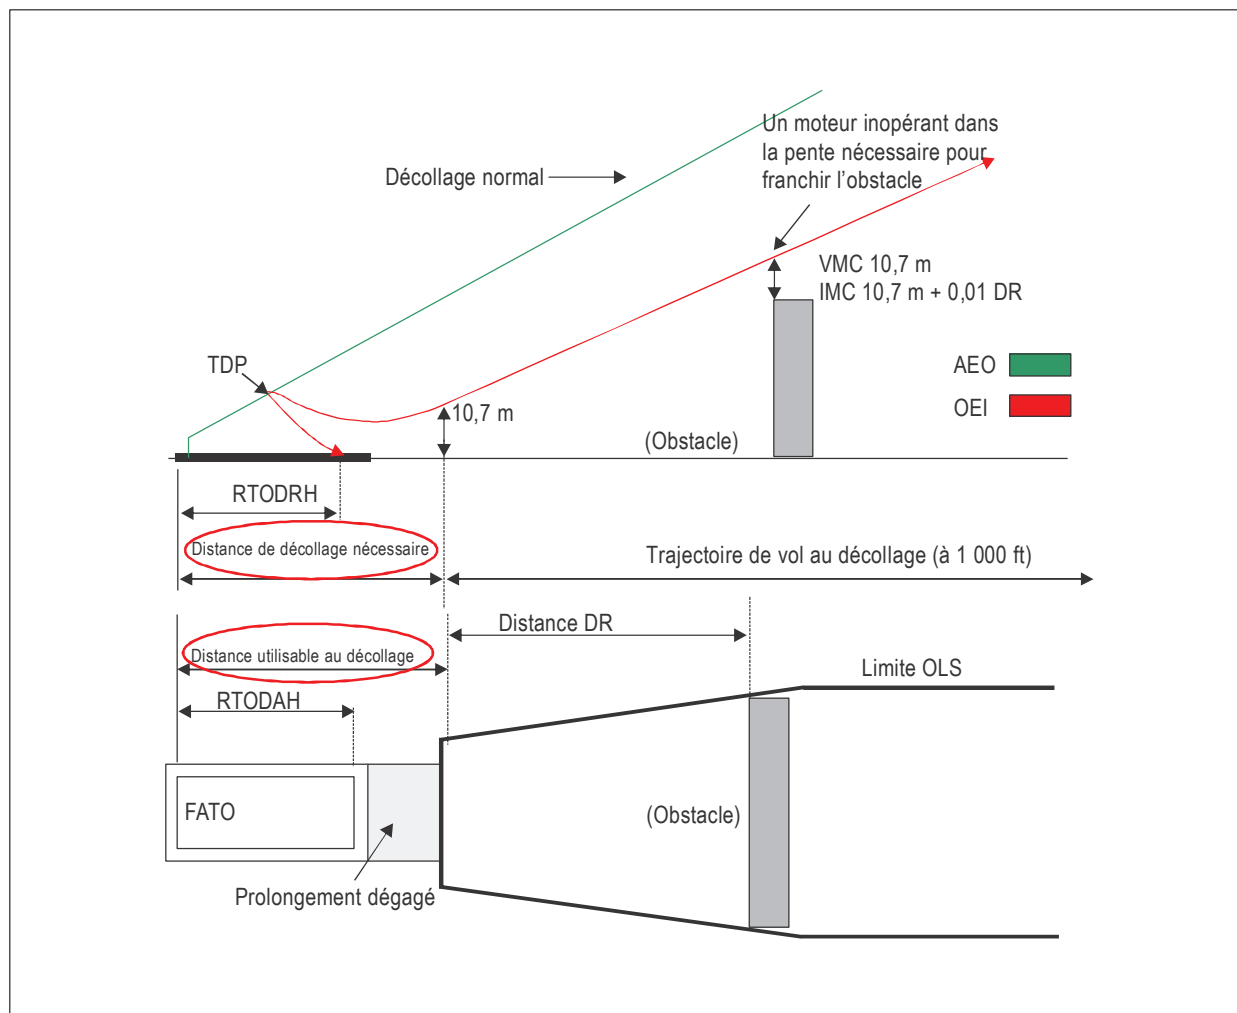 Un moteur inopérant dans
la pente nécessaire pour
franchir l'obstacle
Décollage normal
VMC 10,7 m
IMC 10,7 m + 0,01 DR
TDP
AEO
OEI
10,7 m
(Obstacle)
RTODRH
Distance de décollage nécessaire
Trajectoire de vol au décollage (à 1 000 ft)
Distance DR
Distance utilisable au décollage
Limite OLS
RTODAH
FATO
(Obstacle)
Prolongement dégagé